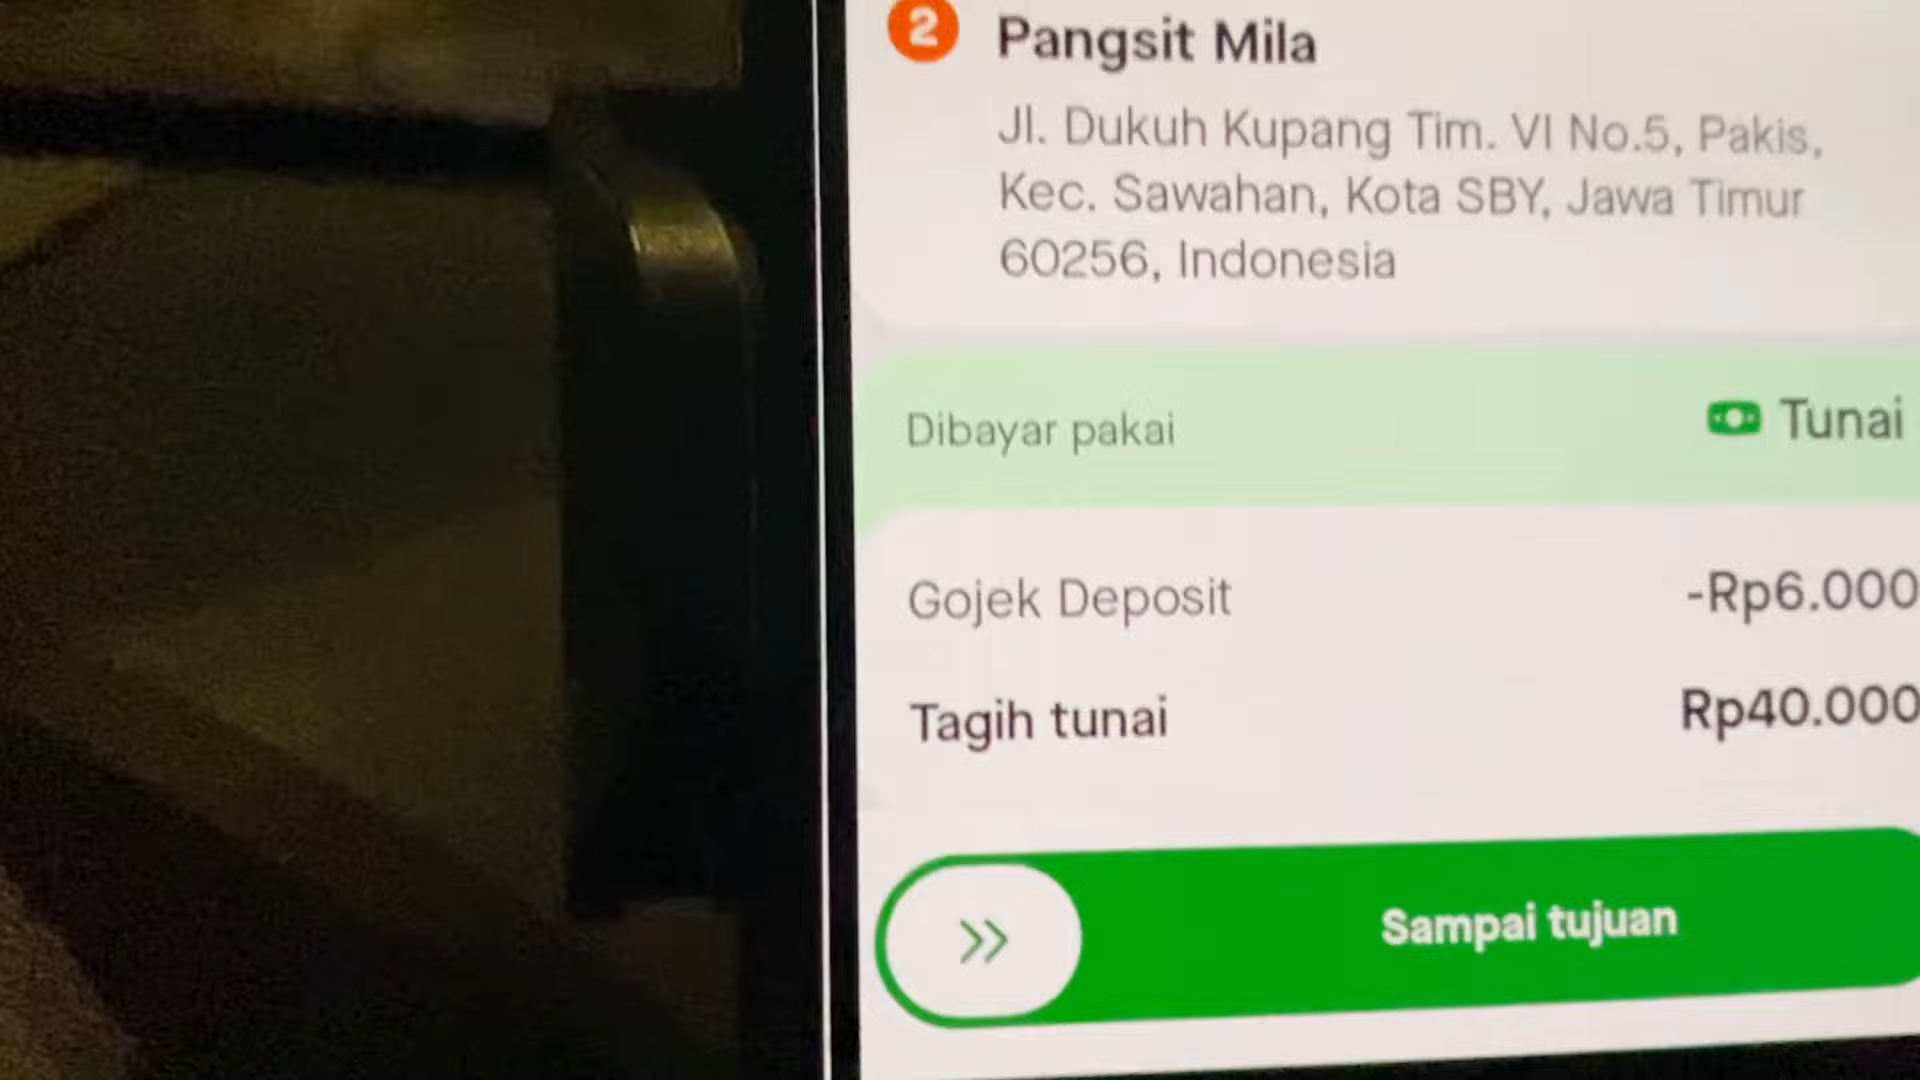 2 Pangsit Mila
Jl. Dukuh Kupang Tim. VI No.5, Pakis,
Kec. Sawahan, Kota SBY, Jawa Timur
60256, Indonesia
Dibayar pakai Tunai
Gojek Deposit -Rp6.000
Tagih tunai Rp40.000
Sampai tujuan